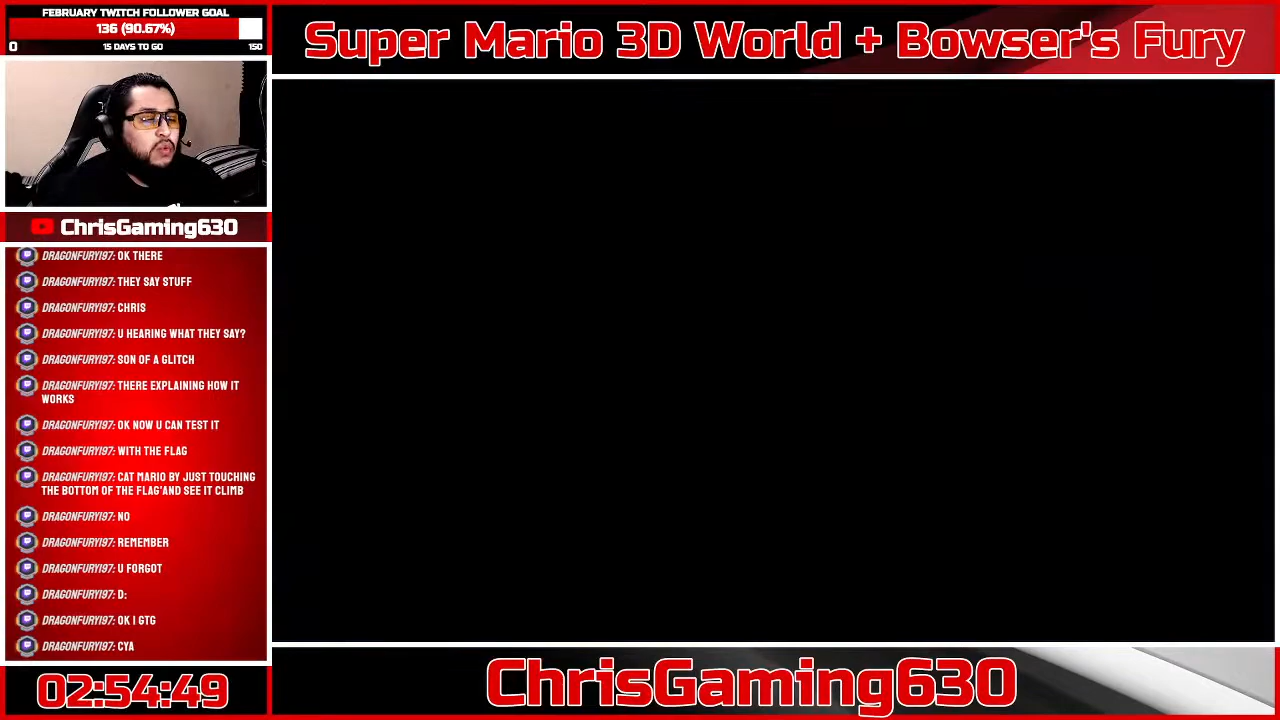 FEBRUARY TWITCH FOLLOWER GOAL
136 (90.67%)
0 15 DAYS TO GO 150
Super Mario 3D World + Bowser's Fury
ChrisGaming630
DRAGONFURY197: OK THERE
DRAGONFURY197: THEY SAY STUFF
DRAGONFURY197: CHRIS
DRAGONFURY197: U HEARING WHAT THEY SAY?
DRAGONFURY197: SON OF A GLITCH
DRAGONFURY197: THERE EXPLAINING HOW IT
WORKS
DRAGONFURY197: OK NOW U CAN TEST IT
DRAGONFURY197: WITH THE FLAG
DRAGONFURY197: CAT MARIO BY JUST TOUCHING
THE BOTTOM OF THE FLAG'AND SEE IT CLIMB
DRAGONFURY197: NO
DRAGONFURY197: REMEMBER
DRAGONFURY197: U FORGOT
DRAGONFURY197: D:
DRAGONFURY197: OK I GTG
DRAGONFURY197: CYA
02:54:49
ChrisGaming630